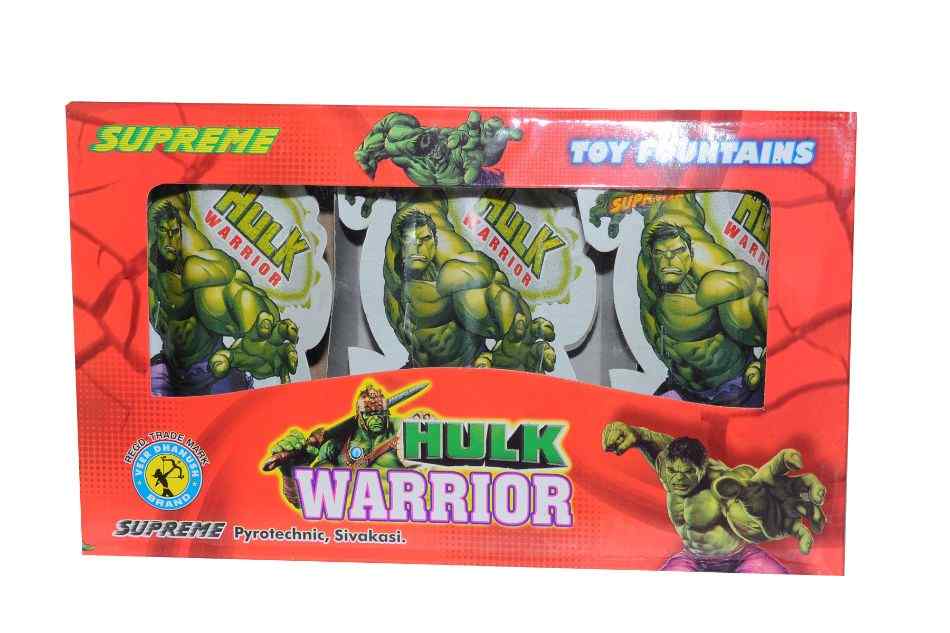 SUPREME
TOY FOUNTAINS
HULK
WARRIOR
HULK
WARRIOR
SUPREME
HULK
WARRIOR
HULK
WARRIOR
REGD. TRADE MARK
VEER DHANUSH
BRAND
SUPREME Pyrotechnic, Sivakasi.